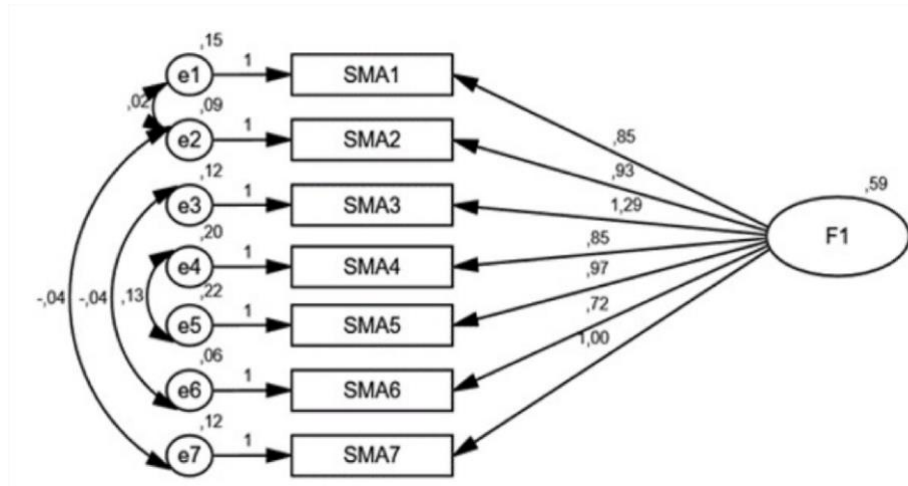 ,15
e1 1 SMA1
,02
,09
e2 1 SMA2
,85
,93
,12
e3 1 SMA3
1,29
,59
F1
,20
e4 1 SMA4
,85
,97
-,04 -,04 ,13
,22
e5 1 SMA5
,72
1,00
,06
e6 1 SMA6
,12
e7 1 SMA7